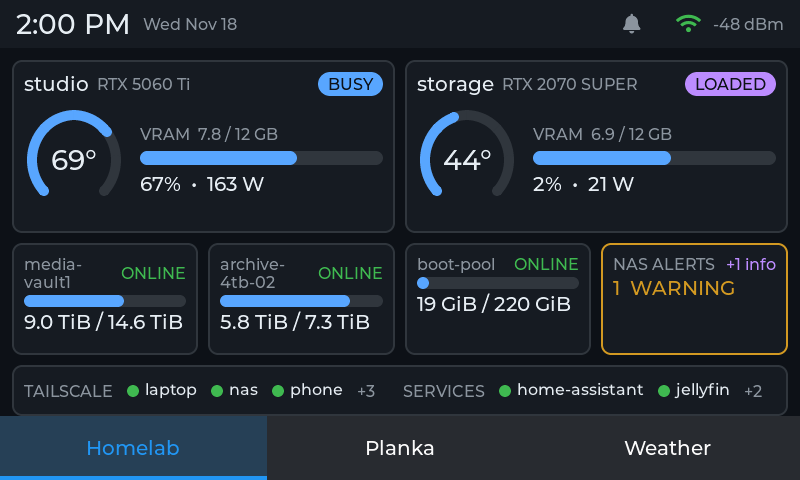 2:00 PM Wed Nov 18 -48 dBm
studio RTX 5060 Ti BUSY
69°
VRAM 7.8 / 12 GB
67% • 163 W
storage RTX 2070 SUPER LOADED
44°
VRAM 6.9 / 12 GB
2% • 21 W
media-
vault1
ONLINE
9.0 TiB / 14.6 TiB
archive-
4tb-02
ONLINE
5.8 TiB / 7.3 TiB
boot-pool ONLINE
19 GiB / 220 GiB
NAS ALERTS +1 info
1 WARNING
TAILSCALE laptop nas phone +3 SERVICES home-assistant jellyfin +2
Homelab Planka Weather